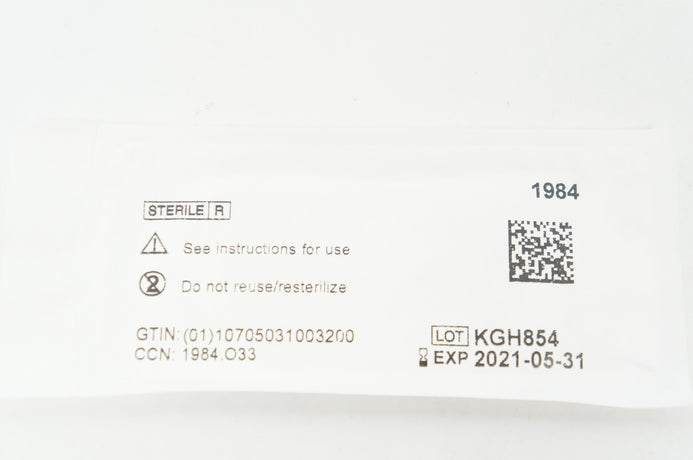 1984
STERILE R
See instructions for use
Do not reuse/resterilize
GTIN: (01)10705031003200
CCN: 1984.O33
LOT KGH854
EXP 2021-05-31